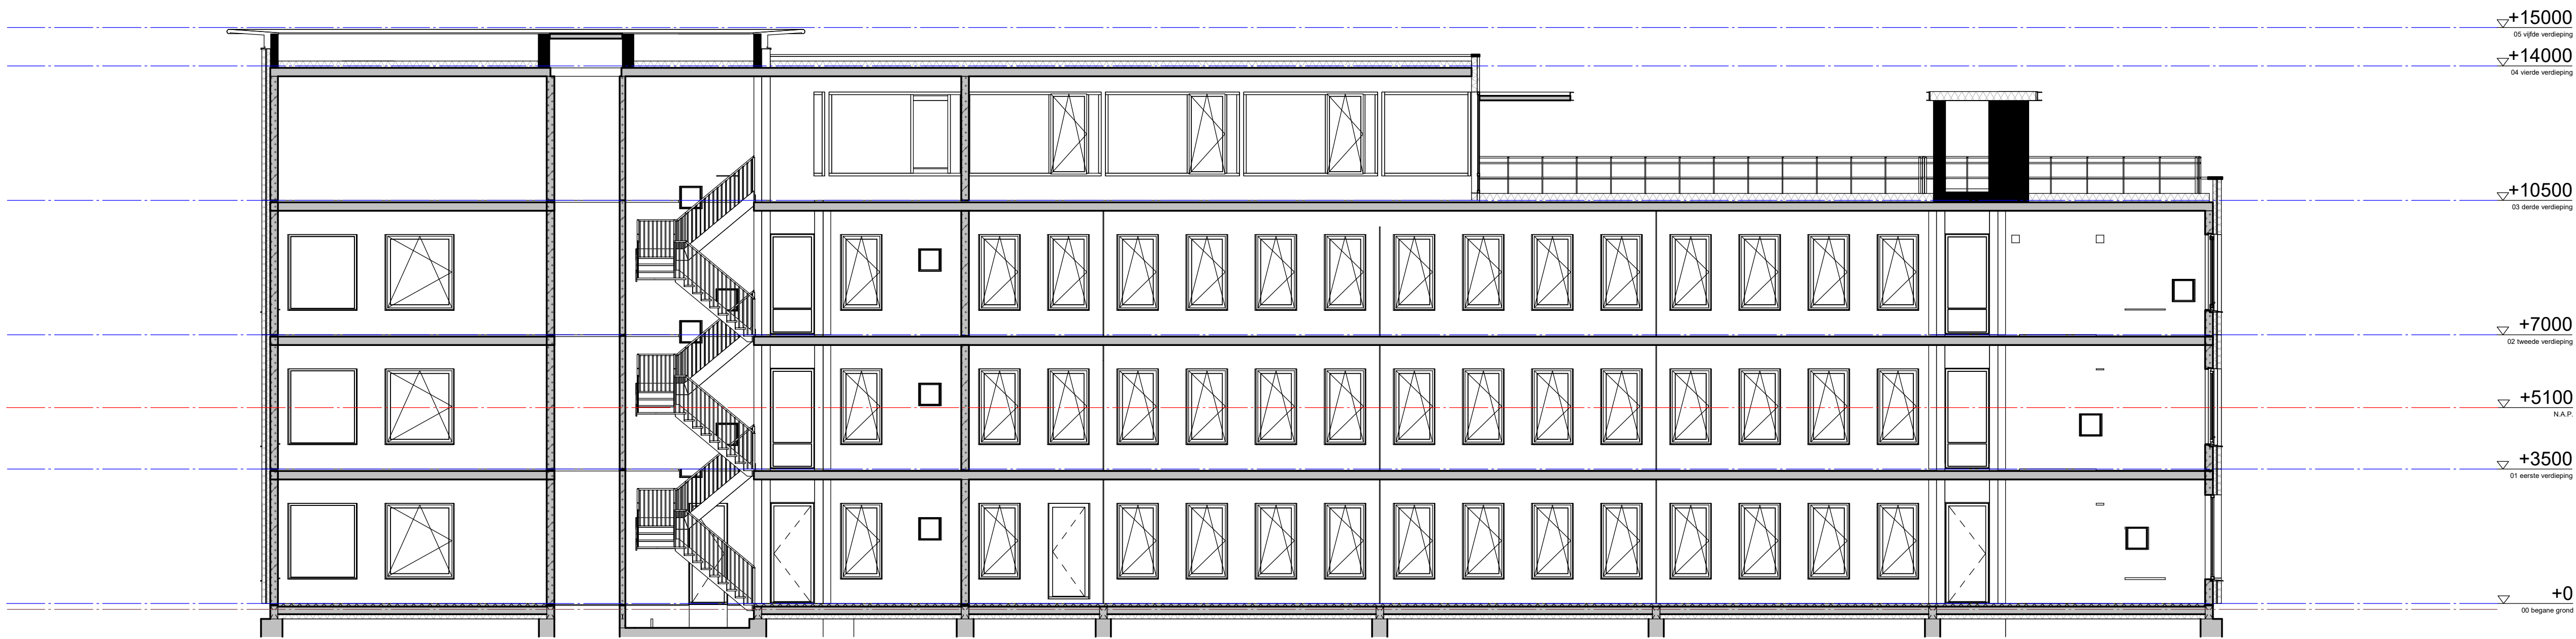 +15000
05 vijfde verdieping
+14000
04 vierde verdieping
+10500
03 derde verdieping
+7000
02 tweede verdieping
+5100
N.A.P.
+3500
01 eerste verdieping
+0
00 begane grond